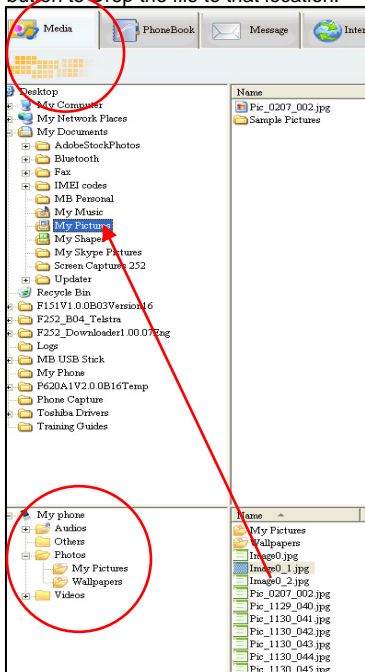 button to drop the file to that location.
Media PhoneBook Message Inter
Desktop
My Computer
My Network Places
My Documents
AdobeStockPhotos
Bluetooth
Fax
IMEI codes
MB Personal
My Music
My Pictures
My Shapes
My Skype Pictures
Screen Captures 252
Updater
Recycle Bin
F151V1.0.0B03Version16
F252_B04_Telstra
F252_Downloader1.00.07Eng
Logs
MB USB Stick
My Phone
P620A1V2.0.0B16Temp
Phone Capture
Toshiba Drivers
Training Guides
Name
Pic_0207_002.jpg
Sample Pictures
My phone
Audios
Others
Photos
My Pictures
Wallpapers
Videos
Name
My Pictures
Wallpapers
Image0.jpg
Image0_1.jpg
Image0_2.jpg
Pic_0207_002.jpg
Pic_1129_040.jpg
Pic_1130_041.jpg
Pic_1130_042.jpg
Pic_1130_043.jpg
Pic_1130_044.jpg
Pic_1130_045.jpg